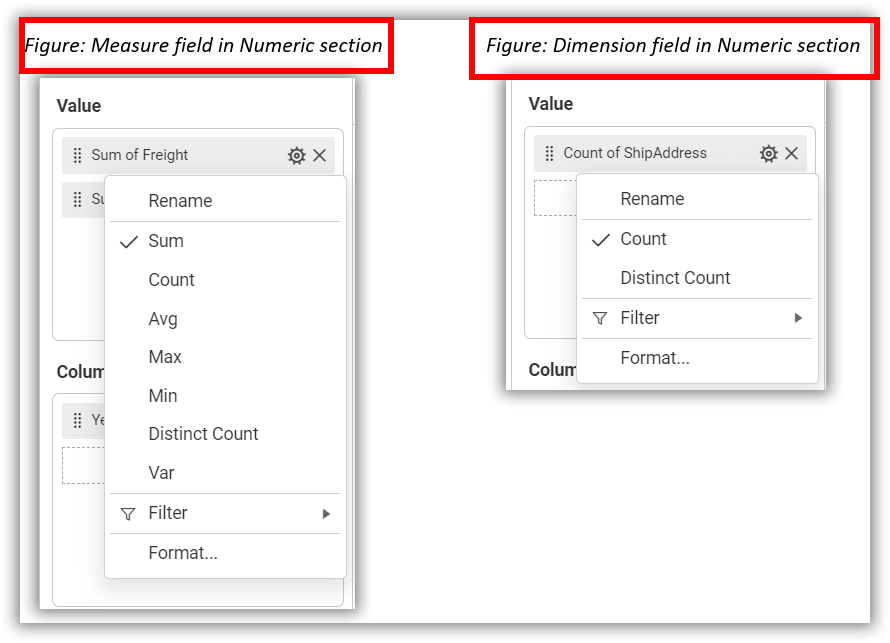 Figure: Measure field in Numeric section
Value
Sum of Freight
Su
Rename
Sum
Count
Avg
Max
Min
Distinct Count
Var
Filter
Format...
Colum
Ye
Figure: Dimension field in Numeric section
Value
Count of ShipAddress
Rename
Count
Distinct Count
Filter
Format...
Colum